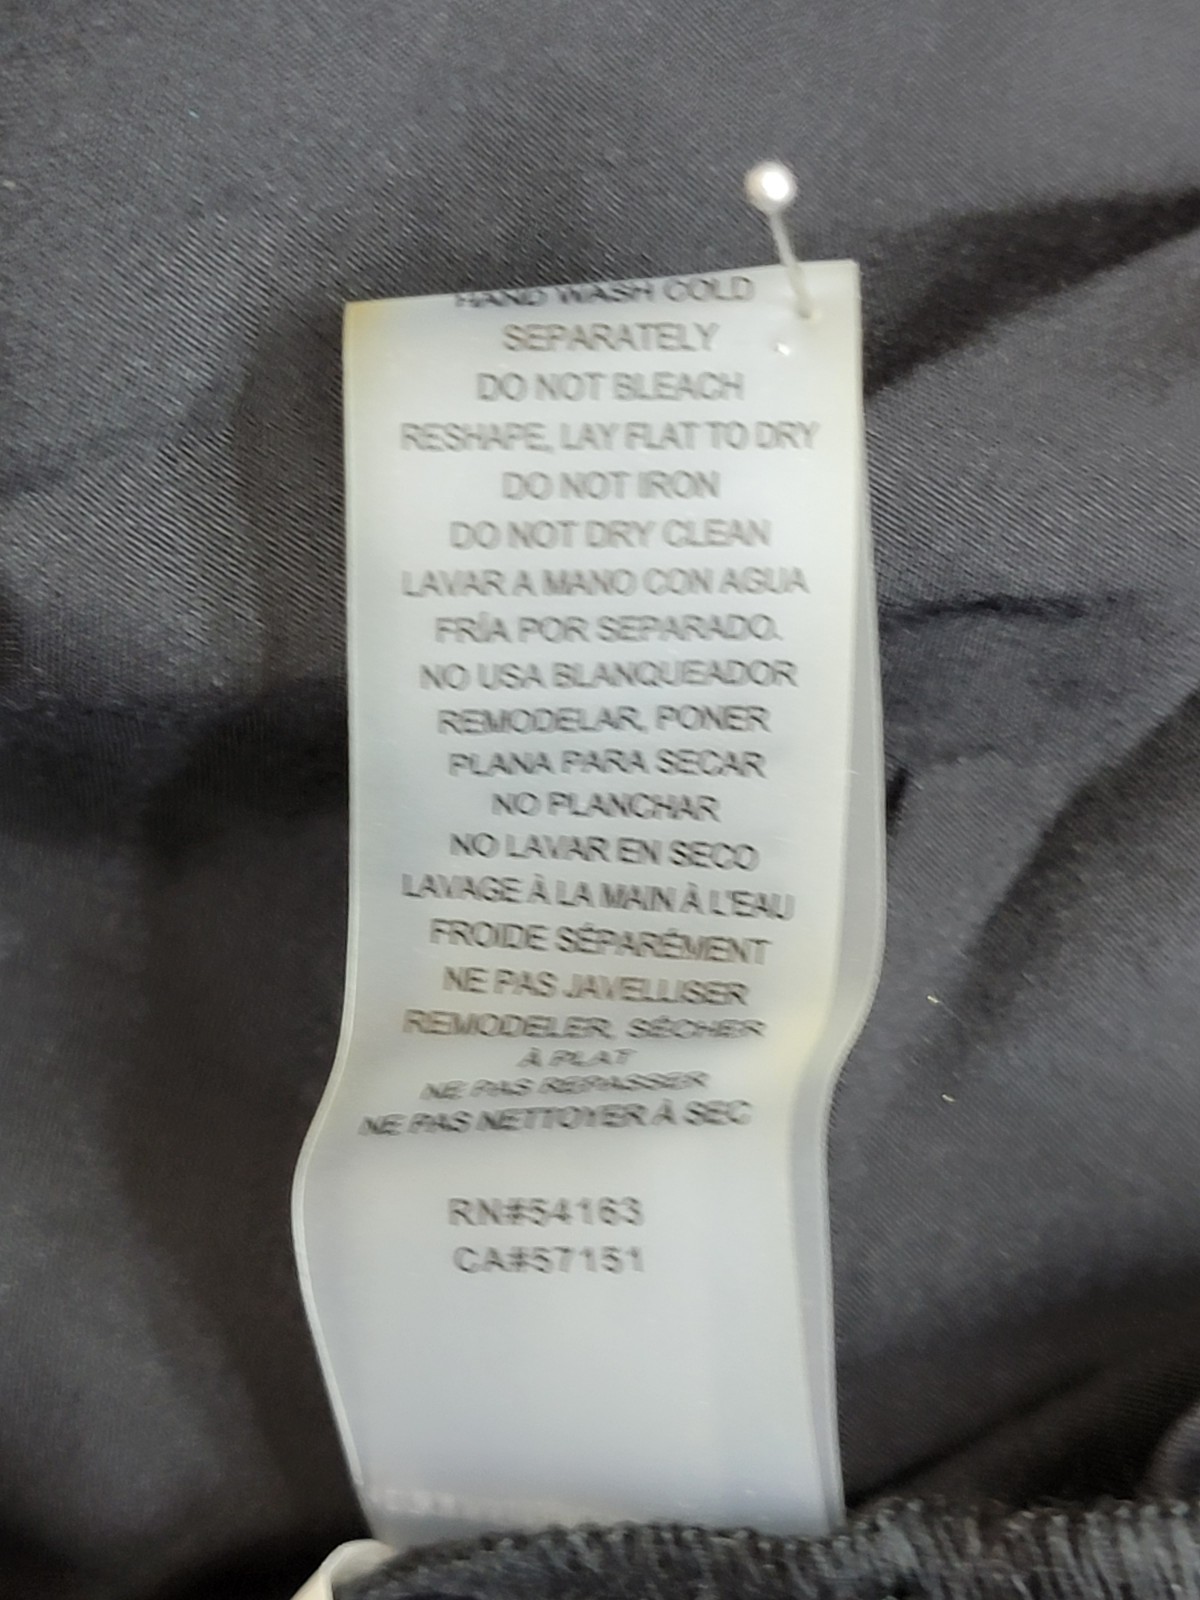 HAND WASH COLD
SEPARATELY
DO NOT BLEACH
RESHAPE, LAY FLAT TO DRY
DO NOT IRON
DO NOT DRY CLEAN
LAVAR A MANO CON AGUA
FRÍA POR SEPARADO.
NO USA BLANQUEADOR
REMODELAR, PONER
PLANA PARA SECAR
NO PLANCHAR
NO LAVAR EN SECO
LAVAGE À LA MAIN À L'EAU
FROIDE SÉPARÉMENT
NE PAS JAVELLISER
REMODELER, SÉCHER
À PLAT
NE PAS REPASSER
NE PAS NETTOYER À SEC
RN#54163
CA#57151